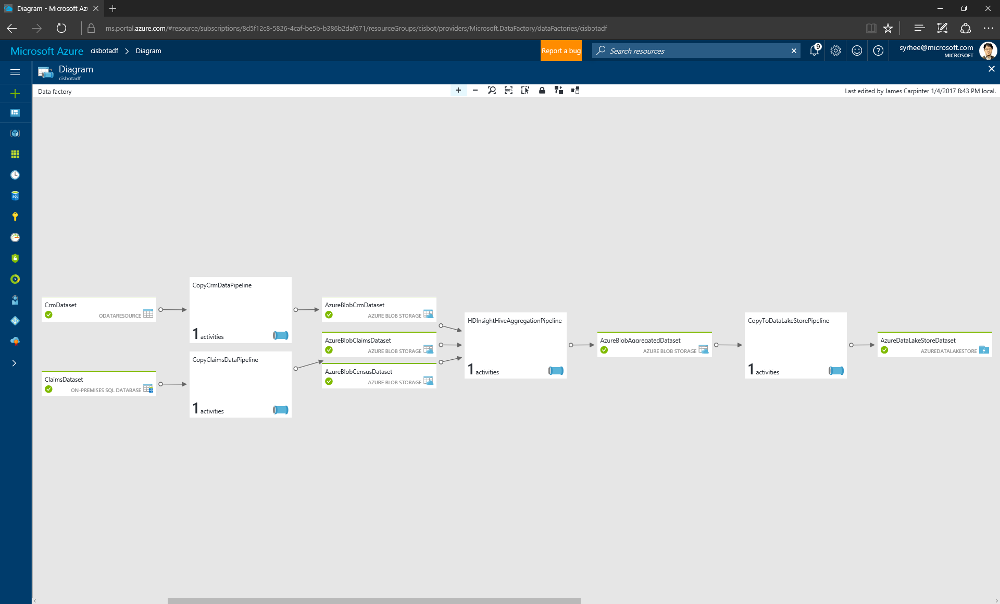 Diagram - Microsoft Az
ms.portal.azure.com/#resource/subscriptions/8d5f12c8-5826-4caf-be5b-b386b2daf671/resourceGroups/cisbot/providers/Microsoft.DataFactory/dataFactories/cisbotadf
Microsoft Azure cisbotadf > Diagram
Report a bug
Search resources
9
syrhee@microsoft.com
MICROSOFT
Diagram
cisbotadf
Data factory
100%
Last edited by James Carpinter 1/4/2017 8:43 PM local.
SQL
CrmDataset
ODATARESOURCE
CopyCrmDataPipeline
1 activities
AzureBlobCrmDataset
AZURE BLOB STORAGE
AzureBlobClaimsDataset
AZURE BLOB STORAGE
AzureBlobCensusDataset
AZURE BLOB STORAGE
ClaimsDataset
ON-PREMISES SQL DATABASE
CopyClaimsDataPipeline
1 activities
HDInsightHiveAggregationPipeline
1 activities
AzureBlobAggregatedDataset
AZURE BLOB STORAGE
CopyToDataLakeStorePipeline
1 activities
AzureDataLakeStoreDataset
AZUREDATALAKESTORE